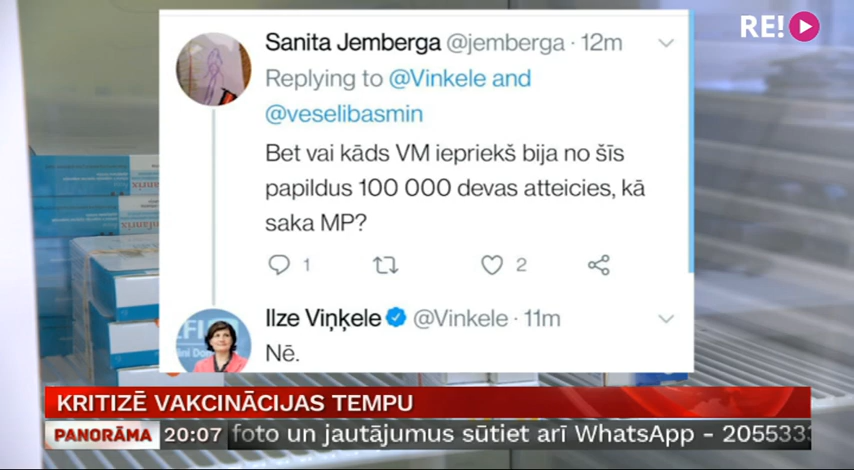 RE!
Sanita Jemberga @jemberga · 12m
Replying to @Vinkele and
@veselibasmin
Bet vai kāds VM iepriekš bija no šīs
papildus 100 000 devas atteicies, kā
saka MP?
1 2
Ilze Viņķele @Vinkele · 11m
Nē.
KRITIZĒ VAKCINĀCIJAS TEMPU
PANORĀMA 20:07 foto un jautājumus sūtiet arī WhatsApp - 2055533